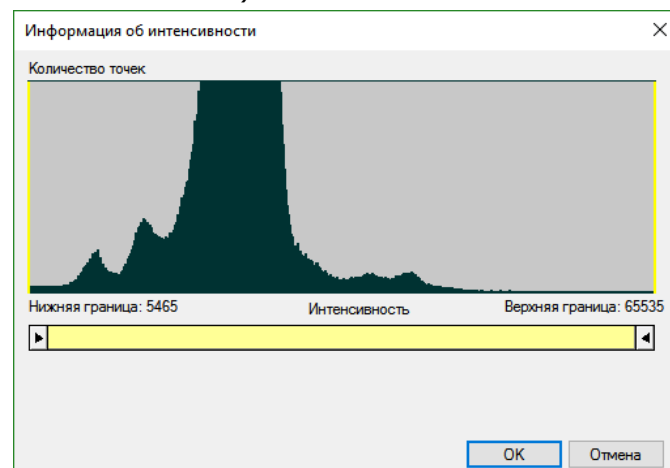 Информация об интенсивности
Количество точек
Нижняя граница: 5465 Интенсивность Верхняя граница: 65535
OK Отмена